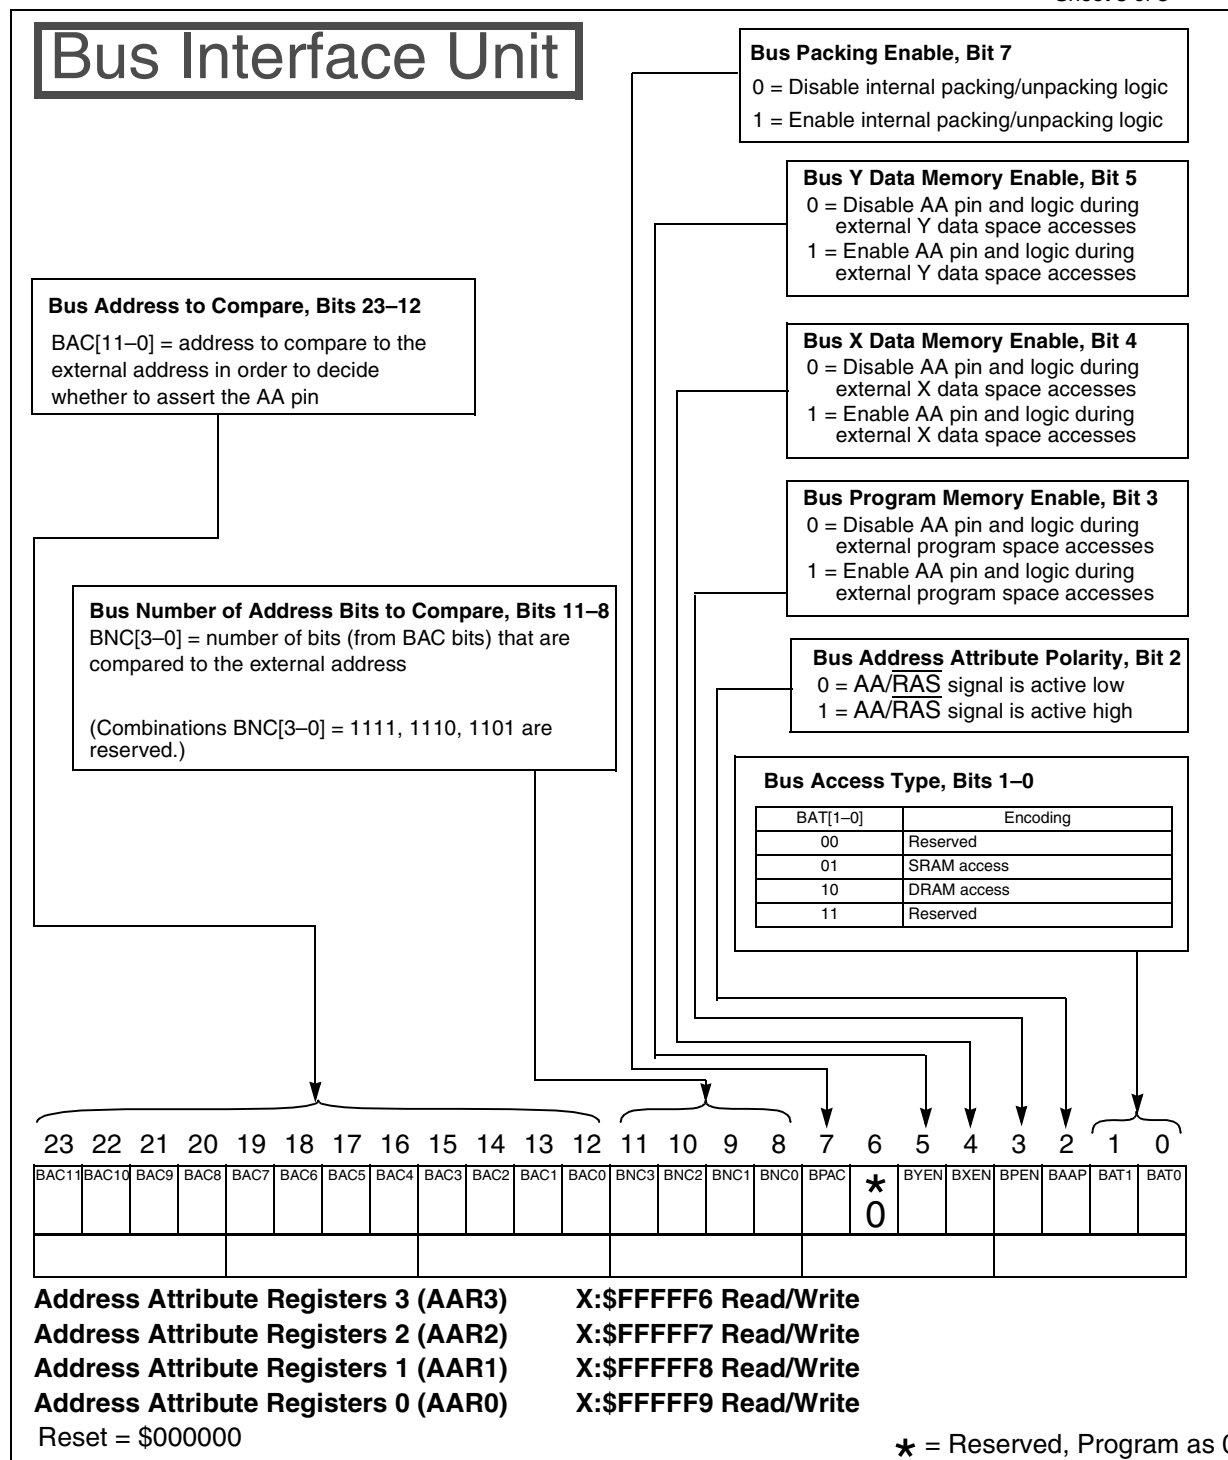 Bus Interface Unit
Bus Packing Enable, Bit 7
0 = Disable internal packing/unpacking logic
1 = Enable internal packing/unpacking logic
Bus Y Data Memory Enable, Bit 5
0 = Disable AA pin and logic during
external Y data space accesses
1 = Enable AA pin and logic during
external Y data space accesses
Bus Address to Compare, Bits 23–12
BAC[11–0] = address to compare to the
external address in order to decide
whether to assert the AA pin
Bus X Data Memory Enable, Bit 4
0 = Disable AA pin and logic during
external X data space accesses
1 = Enable AA pin and logic during
external X data space accesses
Bus Program Memory Enable, Bit 3
0 = Disable AA pin and logic during
external program space accesses
1 = Enable AA pin and logic during
external program space accesses
Bus Number of Address Bits to Compare, Bits 11–8
BNC[3–0] = number of bits (from BAC bits) that are
compared to the external address
(Combinations BNC[3–0] = 1111, 1110, 1101 are
reserved.)
Bus Address Attribute Polarity, Bit 2
0 = AA/R̅A̅S̅ signal is active low
1 = AA/R̅A̅S̅ signal is active high
Bus Access Type, Bits 1–0
BAT[1–0] Encoding
00 Reserved
01 SRAM access
10 DRAM access
11 Reserved
23 22 21 20 19 18 17 16 15 14 13 12 11 10 9 8 7 6 5 4 3 2 1 0
BAC11 BAC10 BAC9 BAC8 BAC7 BAC6 BAC5 BAC4 BAC3 BAC2 BAC1 BAC0 BNC3 BNC2 BNC1 BNC0 BPAC * BYEN BXEN BPEN BAAP BAT1 BAT0
0
Address Attribute Registers 3 (AAR3) X:$FFFFF6 Read/Write
Address Attribute Registers 2 (AAR2) X:$FFFFF7 Read/Write
Address Attribute Registers 1 (AAR1) X:$FFFFF8 Read/Write
Address Attribute Registers 0 (AAR0) X:$FFFFF9 Read/Write
Reset = $000000
* = Reserved, Program as 0